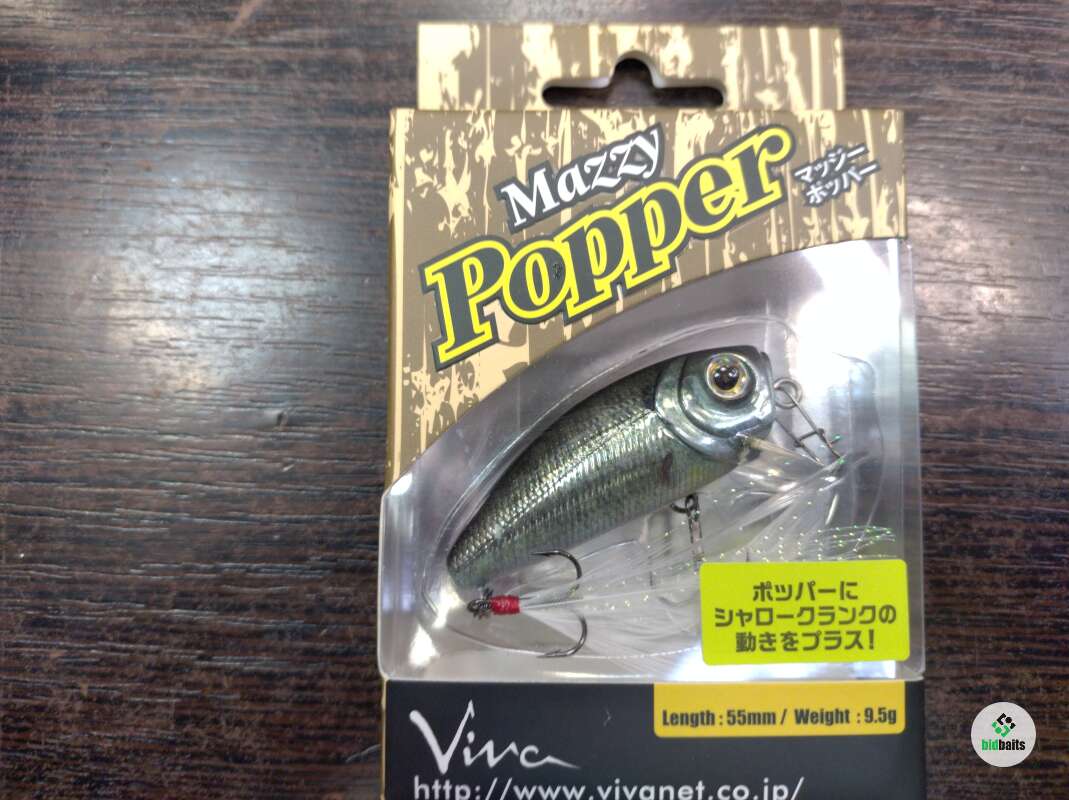 Mazzy
Popper
マッジー
ポッパー
ポッパーに
シャロークランクの
動きをプラス!
Length : 55mm / Weight : 9.5g
Viva
http://www.vivanet.co.jp/
bidbaits